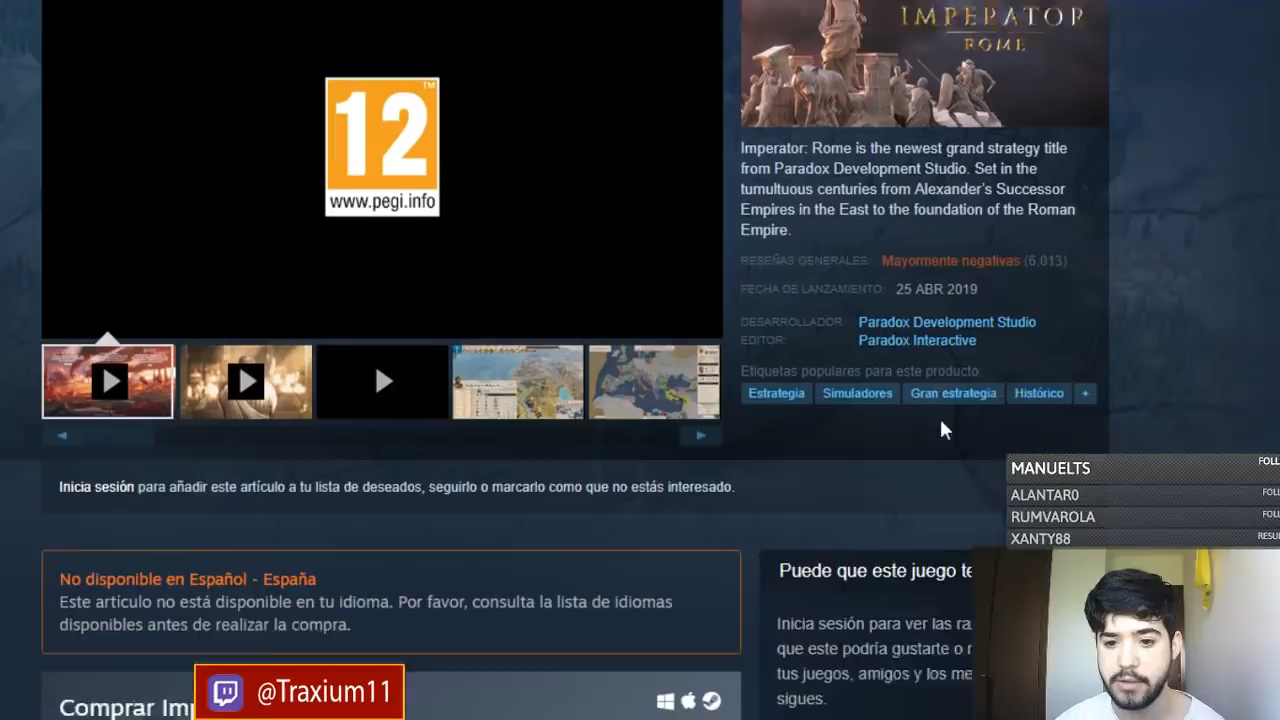 IMPERATOR
ROME
12
TM
www.pegi.info
Imperator: Rome is the newest grand strategy title
from Paradox Development Studio. Set in the
tumultuous centuries from Alexander's Successor
Empires in the East to the foundation of the Roman
Empire.
RESEÑAS GENERALES: Mayormente negativas (6,013)
FECHA DE LANZAMIENTO: 25 ABR 2019
DESARROLLADOR: Paradox Development Studio
EDITOR: Paradox Interactive
Etiquetas populares para este producto:
Estrategia Simuladores Gran estrategia Histórico +
Inicia sesión para añadir este artículo a tu lista de deseados, seguirlo o marcarlo como que no estás interesado.
MANUELTS FOLL
ALANTAR0 FOLL
RUMVAROLA FOLL
XANTY88 RESU
No disponible en Español - España
Este artículo no está disponible en tu idioma. Por favor, consulta la lista de idiomas
disponibles antes de realizar la compra.
Puede que este juego te
Inicia sesión para ver las ra
que este podría gustarte o n
tus juegos, amigos y los me
sigues.
Comprar Im
@Traxium11